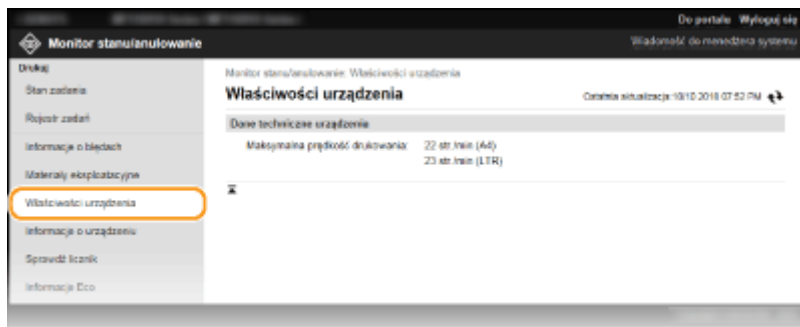 Do portalu Wyloguj się
Monitor stanu/anulowanie
Wiadomość do menedżera systemu
Drukuj
Stan zadania
Rejestr zadań
Informacje o błędach
Materiały eksploatacyjne
Właściwości urządzenia
Informacje o urządzeniu
Sprawdź licznik
Informacje Eco
Monitor stanu/anulowanie: Właściwości urządzenia
Właściwości urządzenia
Ostatnia aktualizacja: 10/10 2018 07:52 PM
Dane techniczne urządzenia
Maksymalna prędkość drukowania: 22 str./min (A4)
23 str./min (LTR)